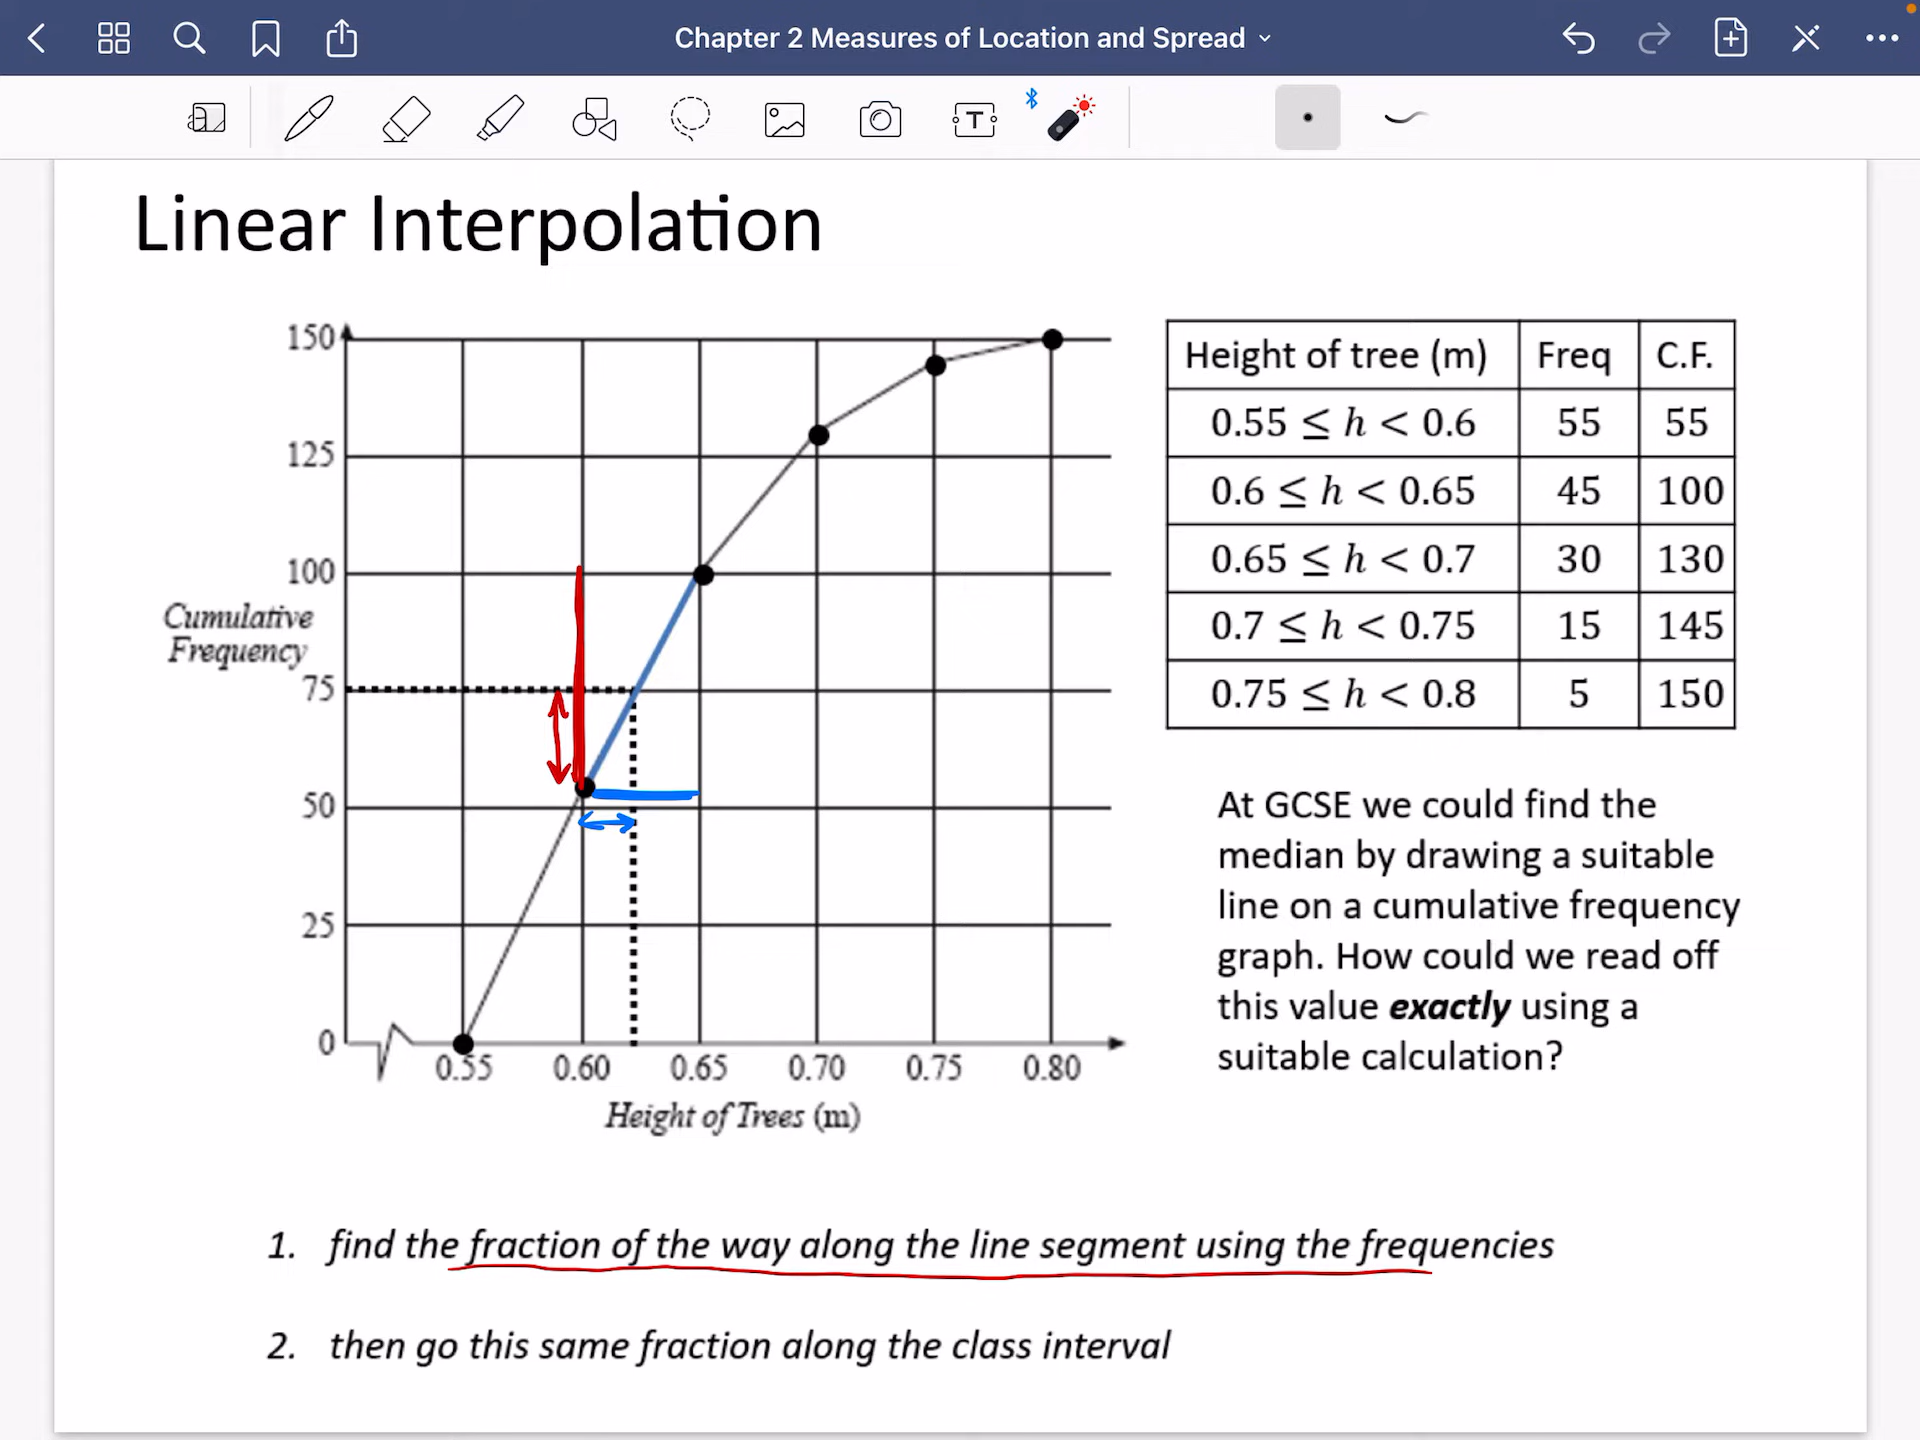 Chapter 2 Measures of Location and Spread
T
Linear Interpolation
150
125
100
Cumulative
Frequency
75
50
25
0
0.55 0.60 0.65 0.70 0.75 0.80
Height of Trees (m)
Height of tree (m) Freq C.F.
0.55 ≤ h < 0.6 55 55
0.6 ≤ h < 0.65 45 100
0.65 ≤ h < 0.7 30 130
0.7 ≤ h < 0.75 15 145
0.75 ≤ h < 0.8 5 150
At GCSE we could find the
median by drawing a suitable
line on a cumulative frequency
graph. How could we read off
this value exactly using a
suitable calculation?
1. find the fraction of the way along the line segment using the frequencies
2. then go this same fraction along the class interval